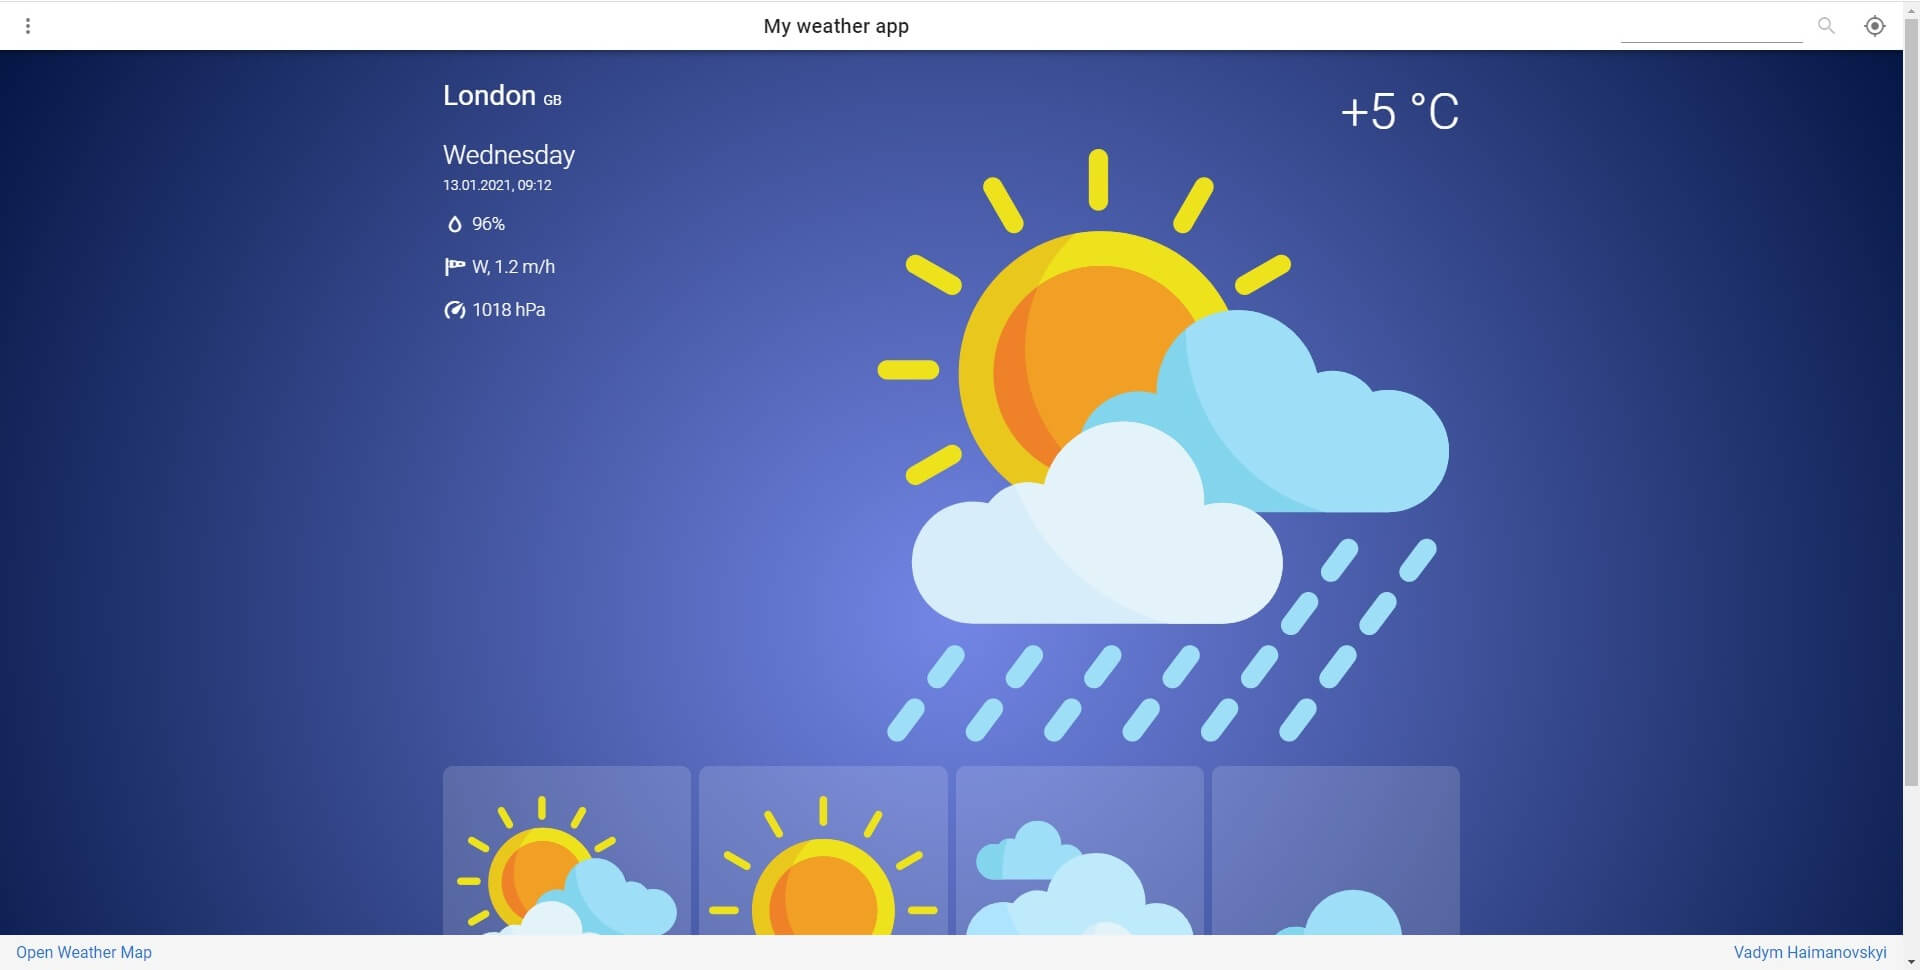 My weather app
London GB
+5 °C
Wednesday
13.01.2021, 09:12
96%
W, 1.2 m/h
1018 hPa
Open Weather Map
Vadym Haimanovskyi